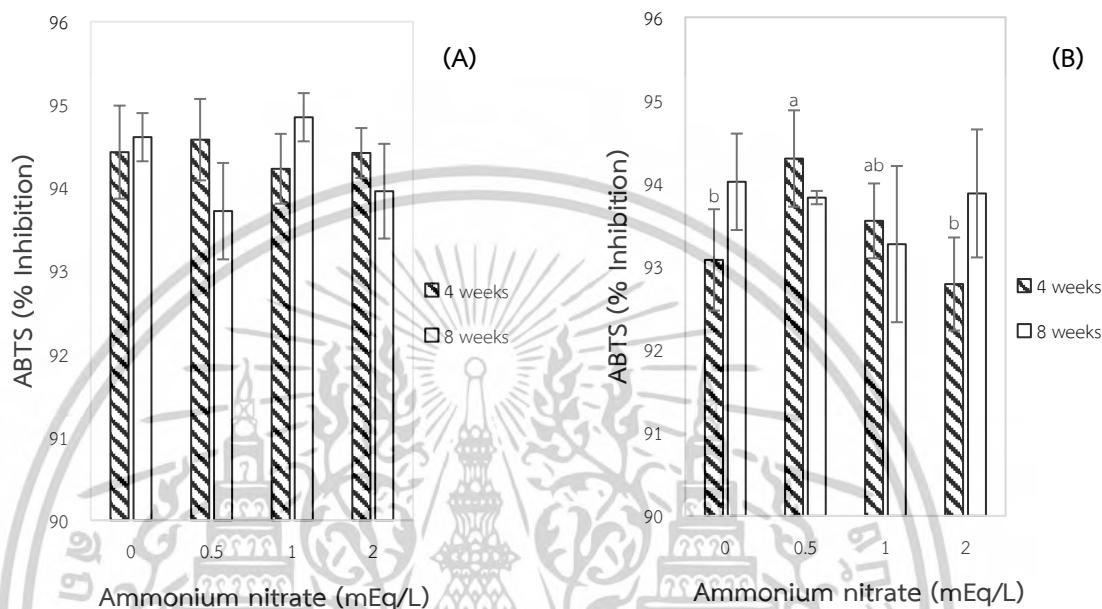 96
95
94
93
92
91
90
ABTS (% Inhibition)
(A)
4 weeks
8 weeks
0 0.5 1 2
Ammonium nitrate (mEq/L)
96
95
94
93
92
91
90
ABTS (% Inhibition)
(B)
b
a
ab
b
4 weeks
8 weeks
0 0.5 1 2
Ammonium nitrate (mEq/L)